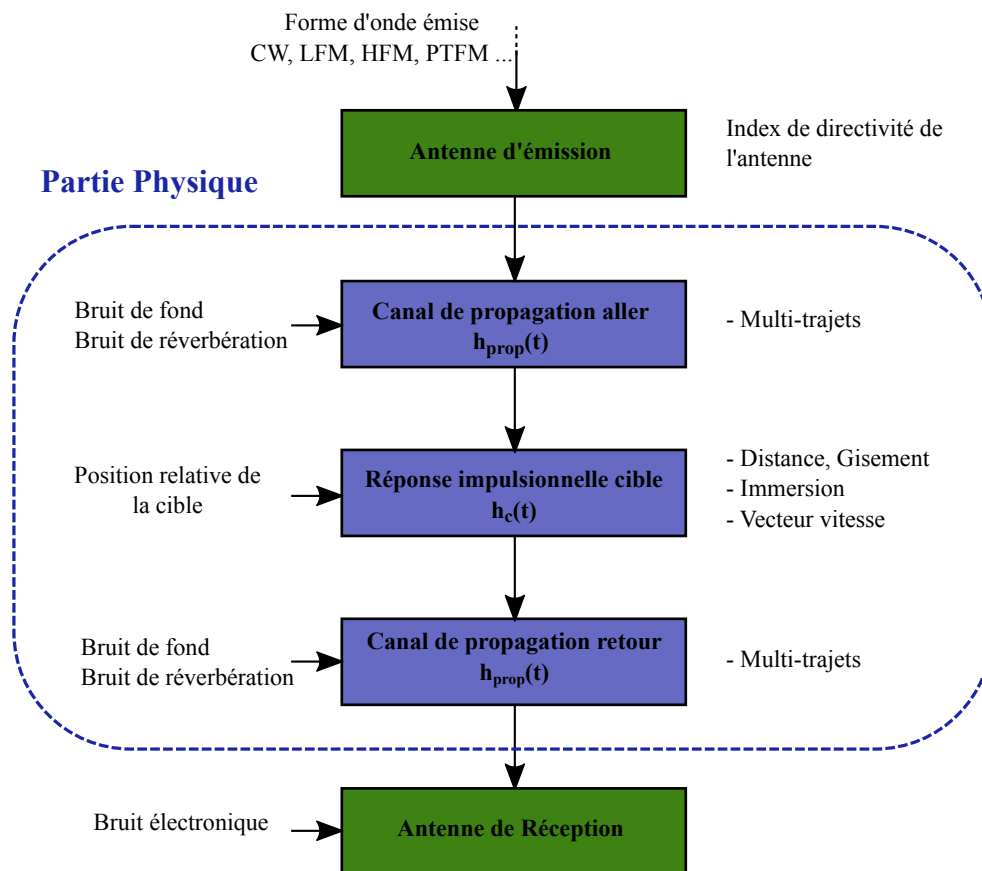 Forme d'onde émise
CW, LFM, HFM, PTFM ...
Antenne d'émission
Index de directivité de
l'antenne
Partie Physique
Bruit de fond
Bruit de réverbération
Canal de propagation aller
h_prop(t)
- Multi-trajets
Position relative de
la cible
Réponse impulsionnelle cible
h_c(t)
- Distance, Gisement
- Immersion
- Vecteur vitesse
Bruit de fond
Bruit de réverbération
Canal de propagation retour
h_prop(t)
- Multi-trajets
Bruit électronique
Antenne de Réception